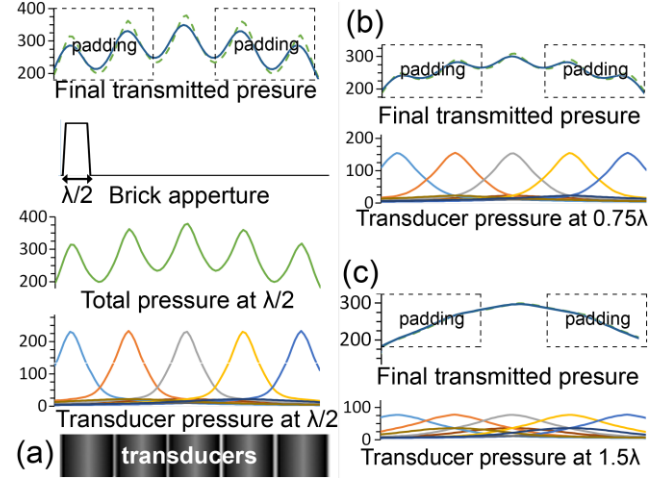 400
300
200
padding
padding
Final transmitted presure
λ/2
Brick apperture
400
300
200
Total pressure at λ/2
200
100
0
Transducer pressure at λ/2
(a)
transducers
(b)
300
200
padding
padding
Final transmitted presure
200
100
0
Transducer pressure at 0.75λ
(c)
300
200
padding
padding
Final transmitted presure
100
0
Transducer pressure at 1.5λ